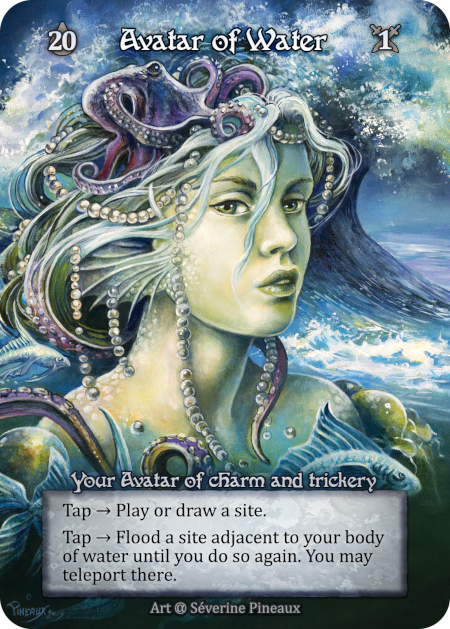 20
Avatar of Water
1
Your Avatar of charm and trickery
Tap → Play or draw a site.
Tap → Flood a site adjacent to your body
of water until you do so again. You may
teleport there.
PINEAUX
Art @ Séverine Pineaux